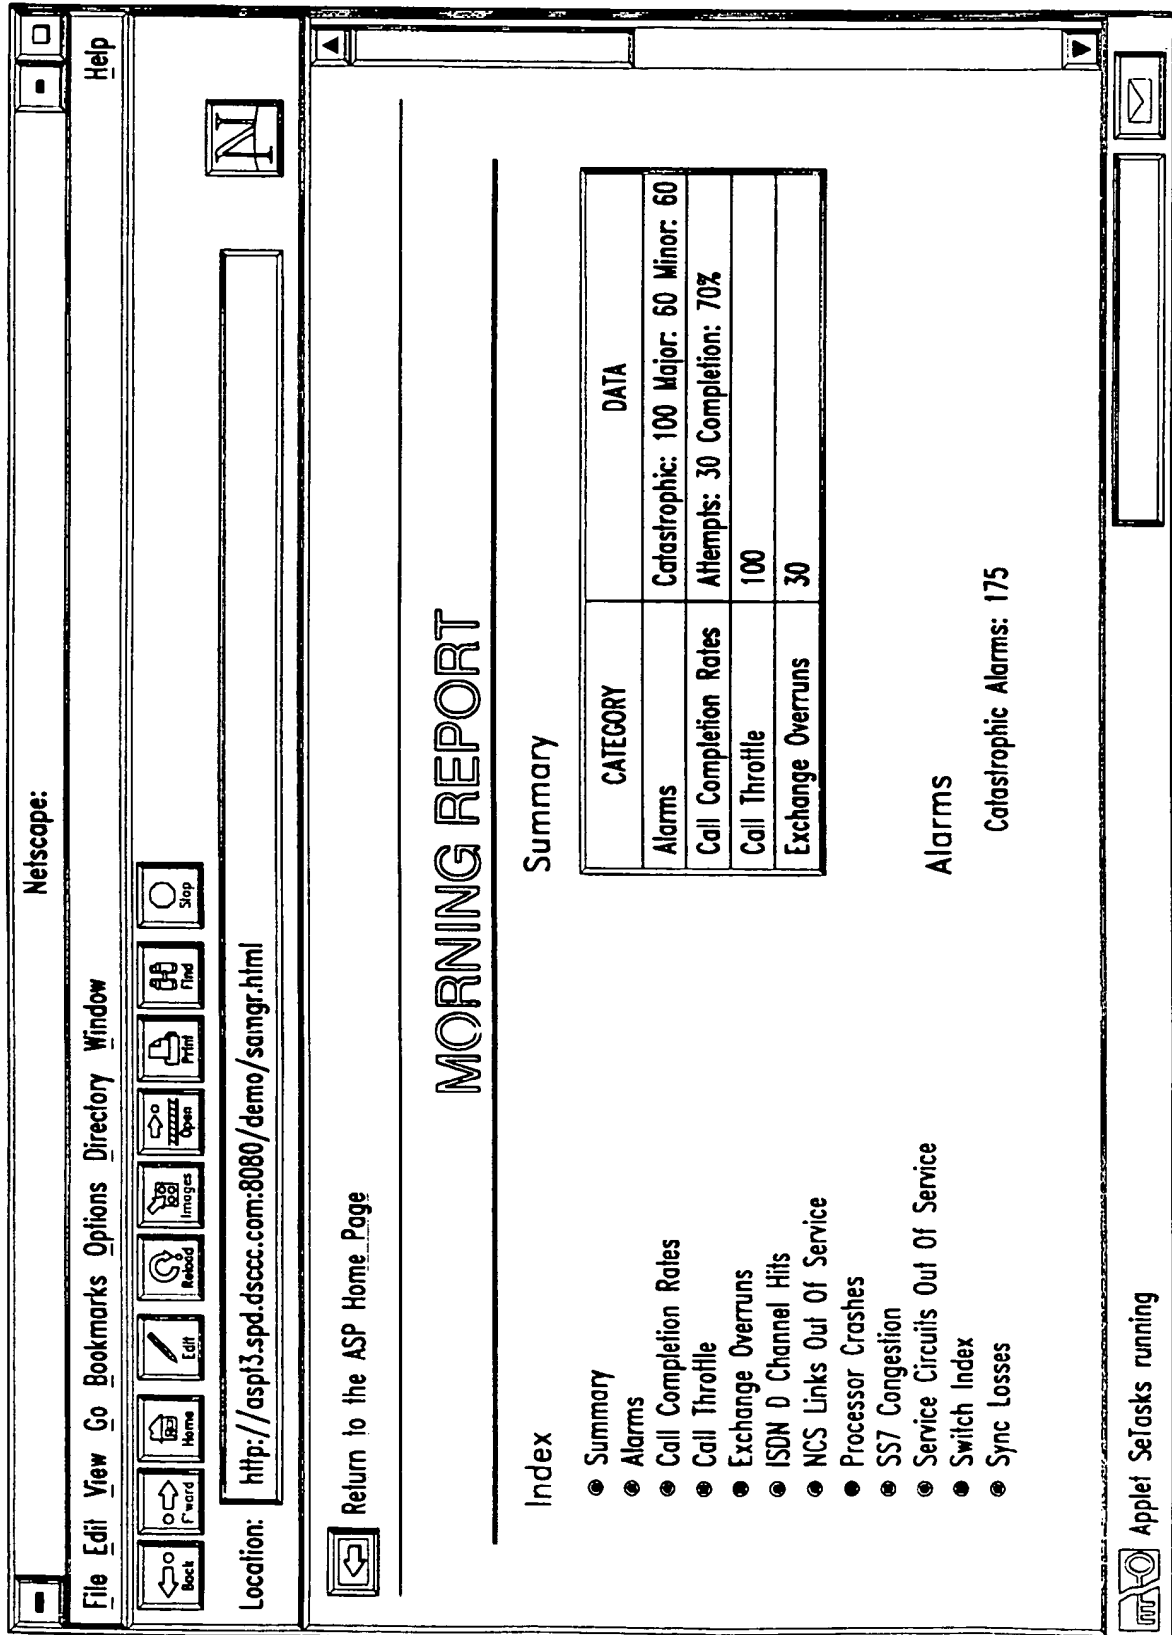 Netscape:
File Edit View Go Bookmarks Options Directory Window Help
Back F'ward Home Edit Reload Images Open Print Find Stop
N
Location: http://aspt3.spd.dsccc.com:8080/demo/samgr.html
Return to the ASP Home Page
MORNING REPORT
Index
Summary
Alarms
Call Completion Rates
Call Throttle
Exchange Overruns
ISDN D Channel Hits
NCS Links Out Of Service
Processor Crashes
SS7 Congestion
Service Circuits Out Of Service
Switch Index
Sync Losses
Summary
CATEGORY DATA
Alarms Catastrophic: 100 Major: 60 Minor: 60
Call Completion Rates Attempts: 30 Completion: 70%
Call Throttle 100
Exchange Overruns 30
Alarms
Catastrophic Alarms: 175
Applet SeTasks running